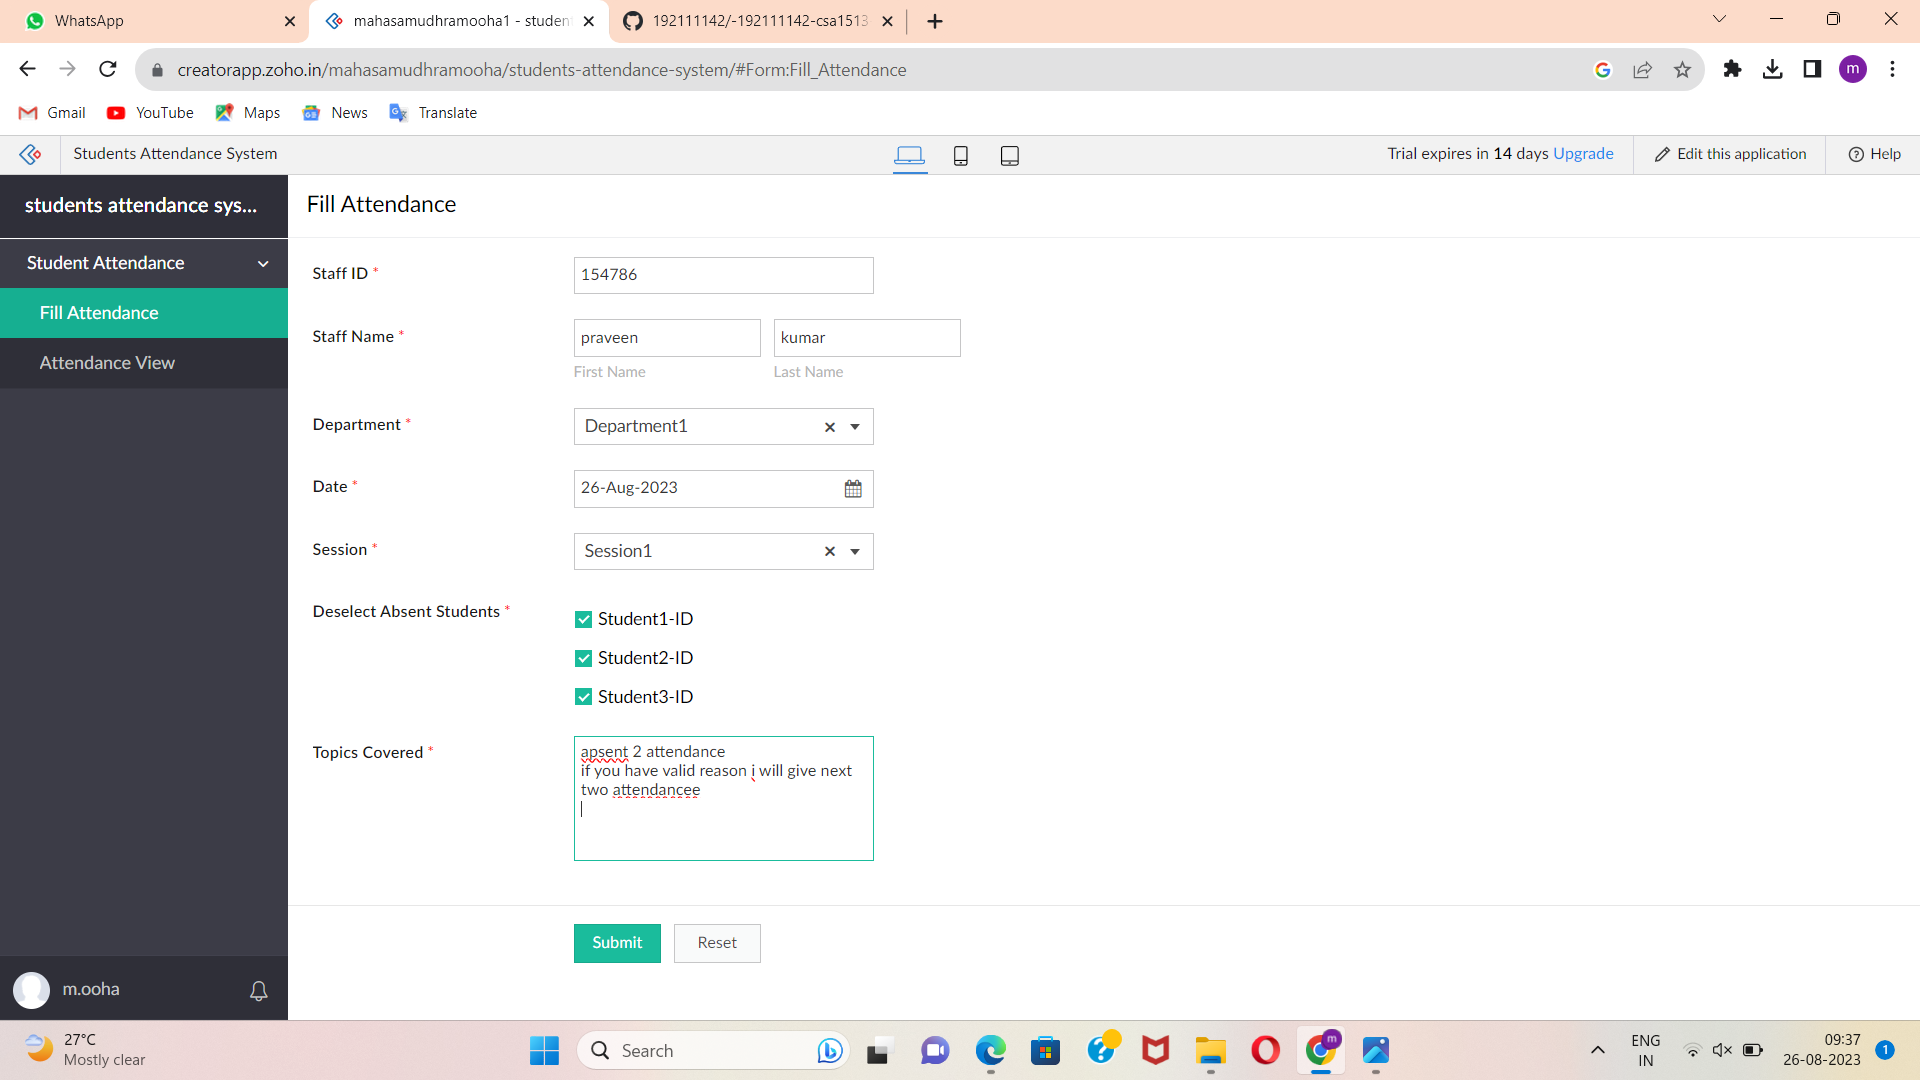 WhatsApp
mahasamudhramooha1 - studen
192111142/-192111142-csa1513
creatorapp.zoho.in/mahasamudhramooha/students-attendance-system/#Form:Fill_Attendance
m
Gmail
YouTube
Maps
News
Translate
Students Attendance System
Trial expires in 14 days Upgrade
Edit this application
Help
students attendance sys...
Student Attendance
Fill Attendance
Attendance View
Fill Attendance
Staff ID *
154786
Staff Name *
praveen
kumar
First Name
Last Name
Department *
Department1
Date *
26-Aug-2023
Session *
Session1
Deselect Absent Students *
Student1-ID
Student2-ID
Student3-ID
Topics Covered *
apsent 2 attendance
if you have valid reason i will give next
two attendancee
Submit
Reset
m.ooha
27°C
Mostly clear
Search
m
ENG
IN
09:37
26-08-2023
1